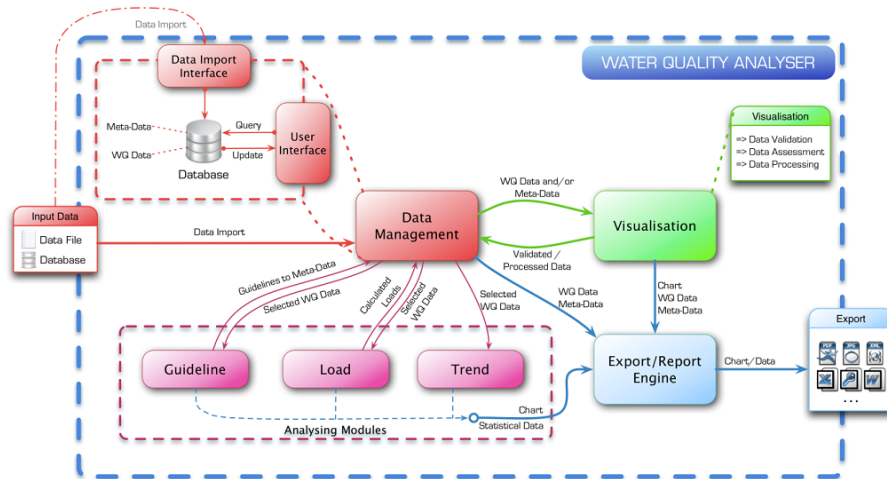 Data Import
WATER QUALITY ANALYSER
Data Import
Interface
Meta-Data
WQ Data
Query
Update
Database
User
Interface
Visualisation
=> Data Validation
=> Data Assessment
=> Data Processing
Input Data
Data File
Database
Data Import
Data
Management
WQ Data and/or
Meta-Data
Validated /
Processed Data
Visualisation
Guidelines to Meta-Data
Selected WQ Data
Calculated
Loads
Selected
WQ Data
Selected
WQ Data
WQ Data
Meta-Data
Chart
WQ Data
Meta-Data
Guideline
Load
Trend
Analysing Modules
Chart
Statistical Data
Export/Report
Engine
Chart/Data
Export
PDF
JPG
XML
X
W
...